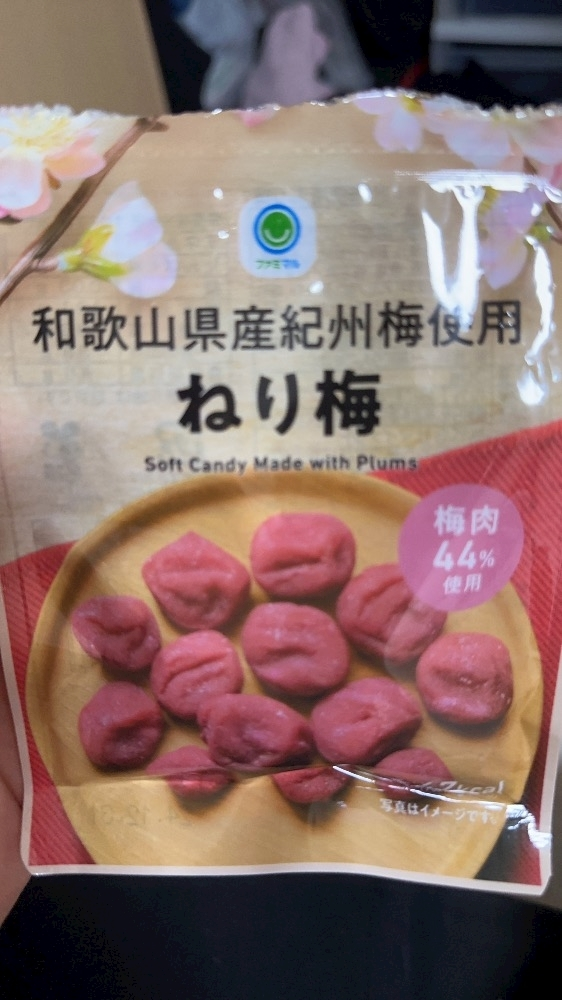 ファミマル
和歌山県産紀州梅使用
ねり梅
Soft Candy Made with Plums
梅肉
44%
使用
写真はイメージです。